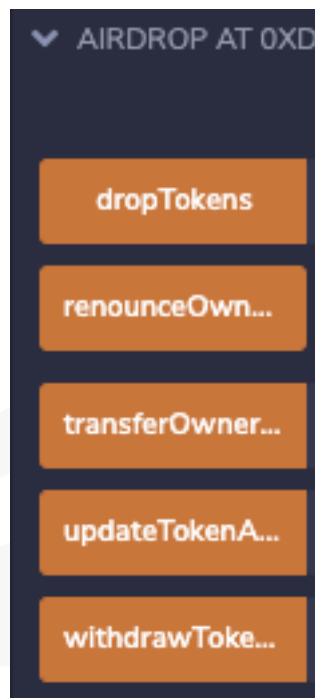 AIRDROP AT 0XD
dropTokens
renounceOwn...
transferOwner...
updateTokenA...
withdrawToke...